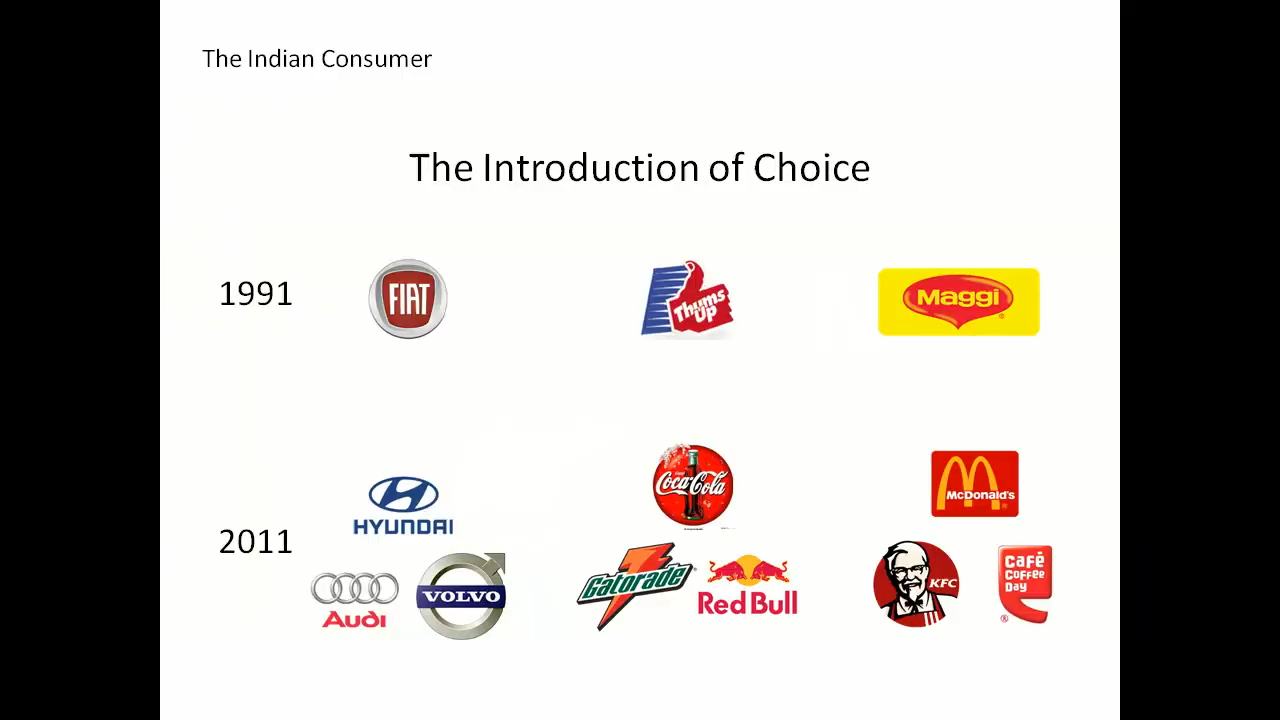 The Indian Consumer
The Introduction of Choice
1991
FIAT
Thums
UP
Maggi
2011
HYUNDAI
Audi
VOLVO
Coca-Cola
Gatorade
Red Bull
McDonald's
KFC
Café
Coffee
Day